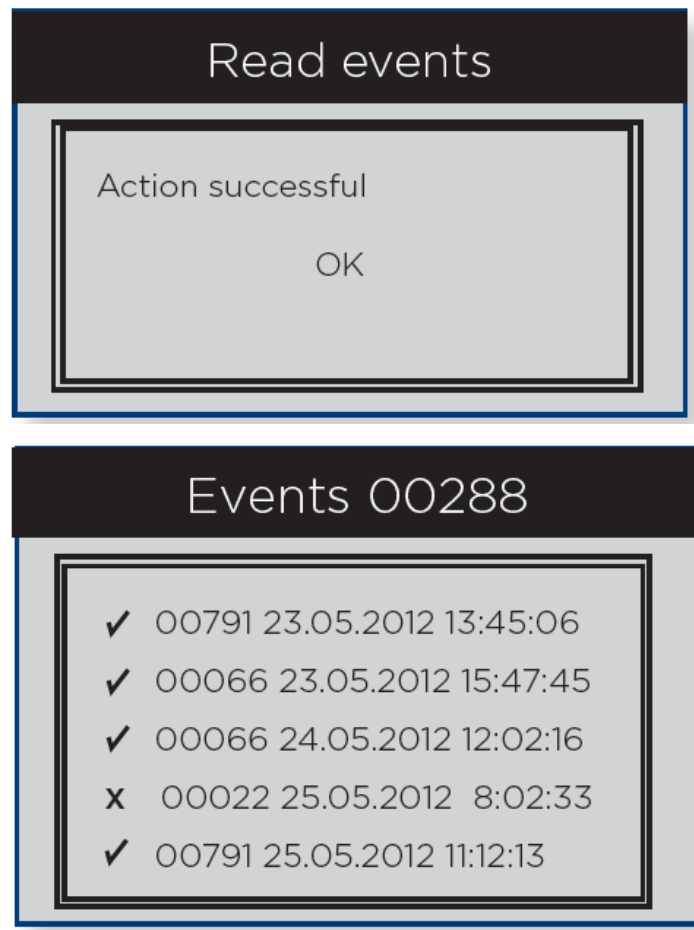 Read events
Action successful
OK
Events 00288
✓ 00791 23.05.2012 13:45:06
✓ 00066 23.05.2012 15:47:45
✓ 00066 24.05.2012 12:02:16
x 00022 25.05.2012 8:02:33
✓ 00791 25.05.2012 11:12:13